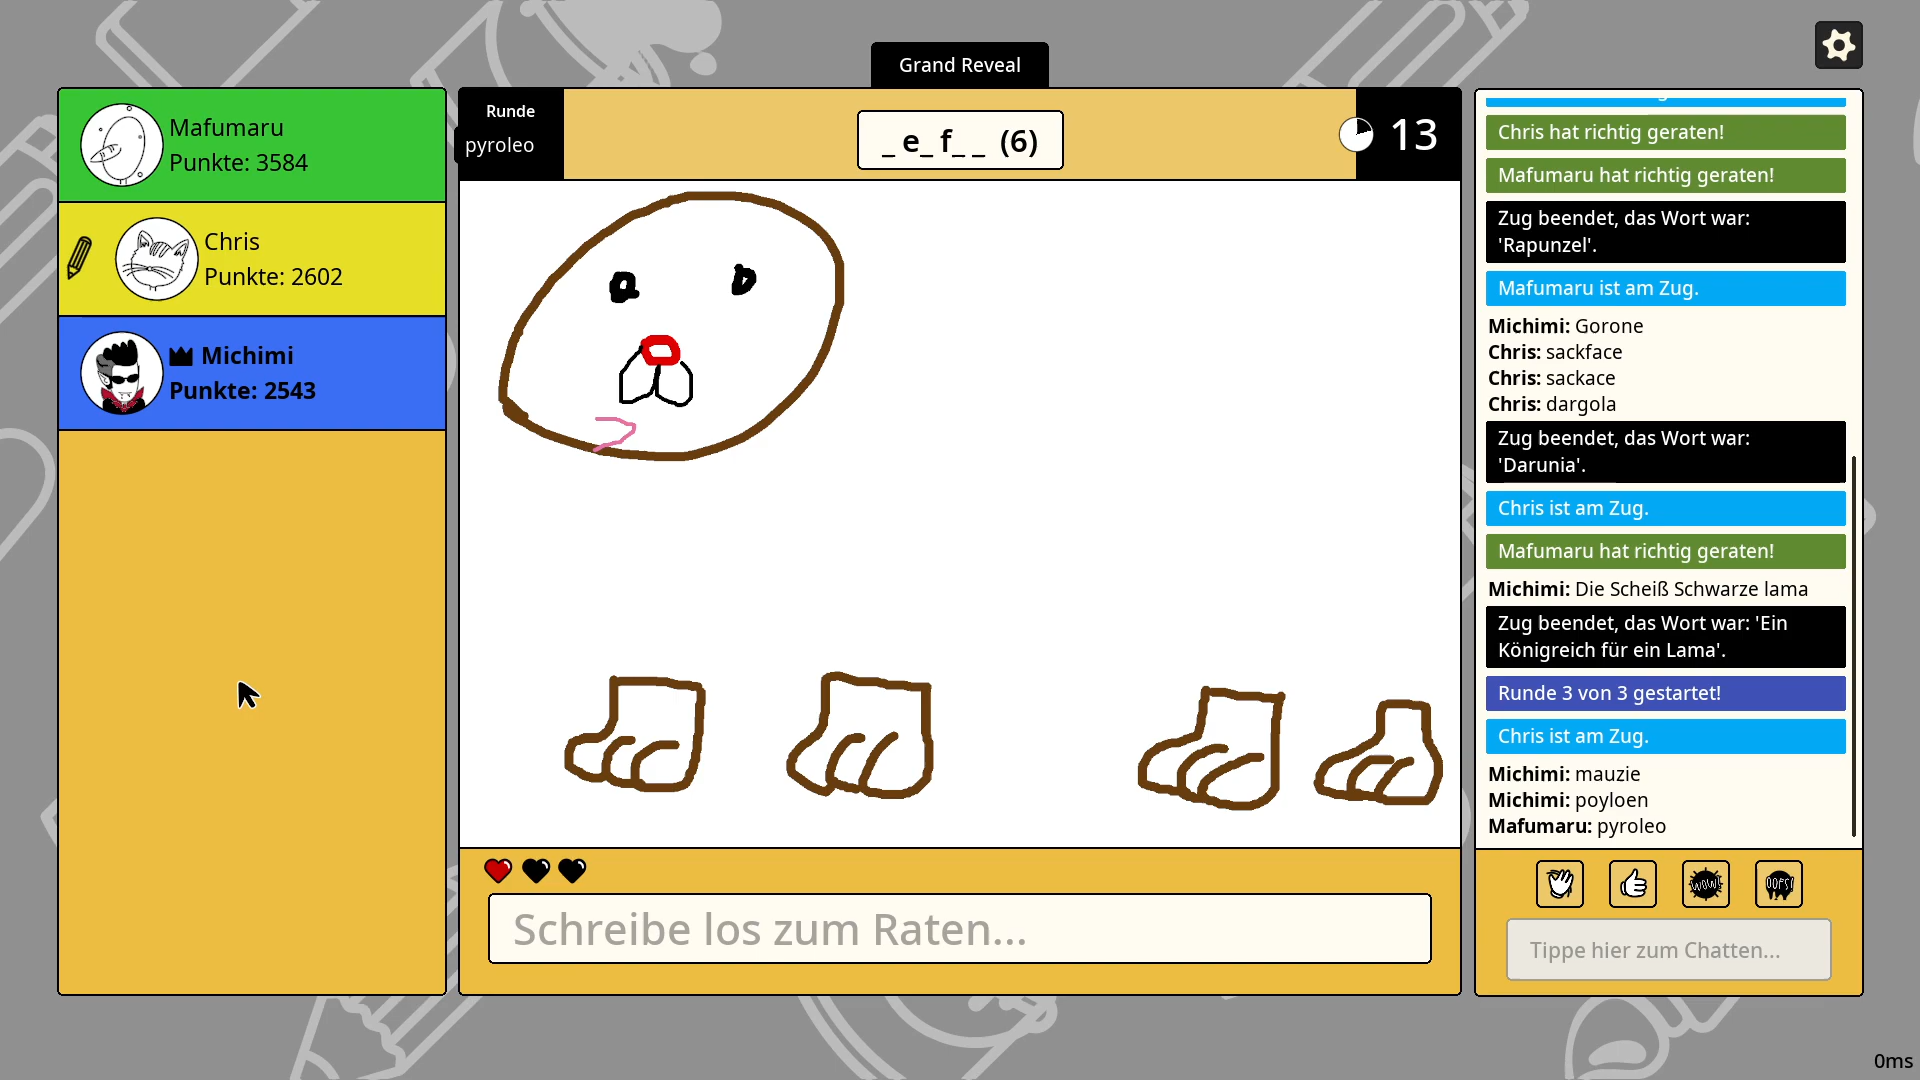 Grand Reveal
Mafumaru
Punkte: 3584
Chris
Punkte: 2602
Michimi
Punkte: 2543
Runde
pyroleo
_ e_ f_ _ (6)
13
Chris hat richtig geraten!
Mafumaru hat richtig geraten!
Zug beendet, das Wort war:
'Rapunzel'.
Mafumaru ist am Zug.
Michimi: Gorone
Chris: sackface
Chris: sackace
Chris: dargola
Zug beendet, das Wort war:
'Darunia'.
Chris ist am Zug.
Mafumaru hat richtig geraten!
Michimi: Die Scheiß Schwarze lama
Zug beendet, das Wort war: 'Ein
Königreich für ein Lama'.
Runde 3 von 3 gestartet!
Chris ist am Zug.
Michimi: mauzie
Michimi: poyloen
Mafumaru: pyroleo
WOW!
OOPS!
Schreibe los zum Raten...
Tippe hier zum Chatten...
0ms